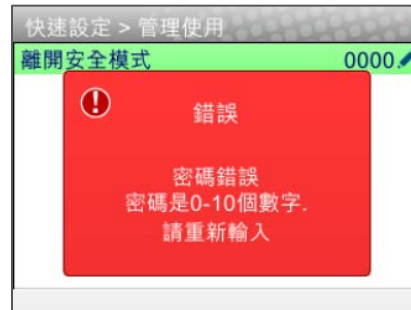 快速設定 > 管理使用
離開安全模式 0000
錯誤
密碼錯誤
密碼是0-10個數字.
請重新輸入